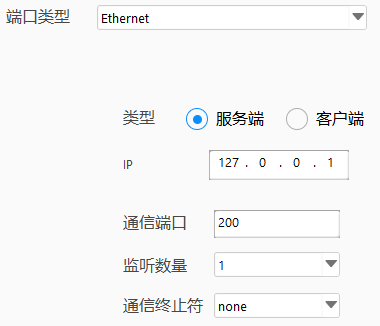 端口类型 Ethernet
类型 服务端 客户端
IP 127 . 0 . 0 . 1
通信端口 200
监听数量 1
通信终止符 none